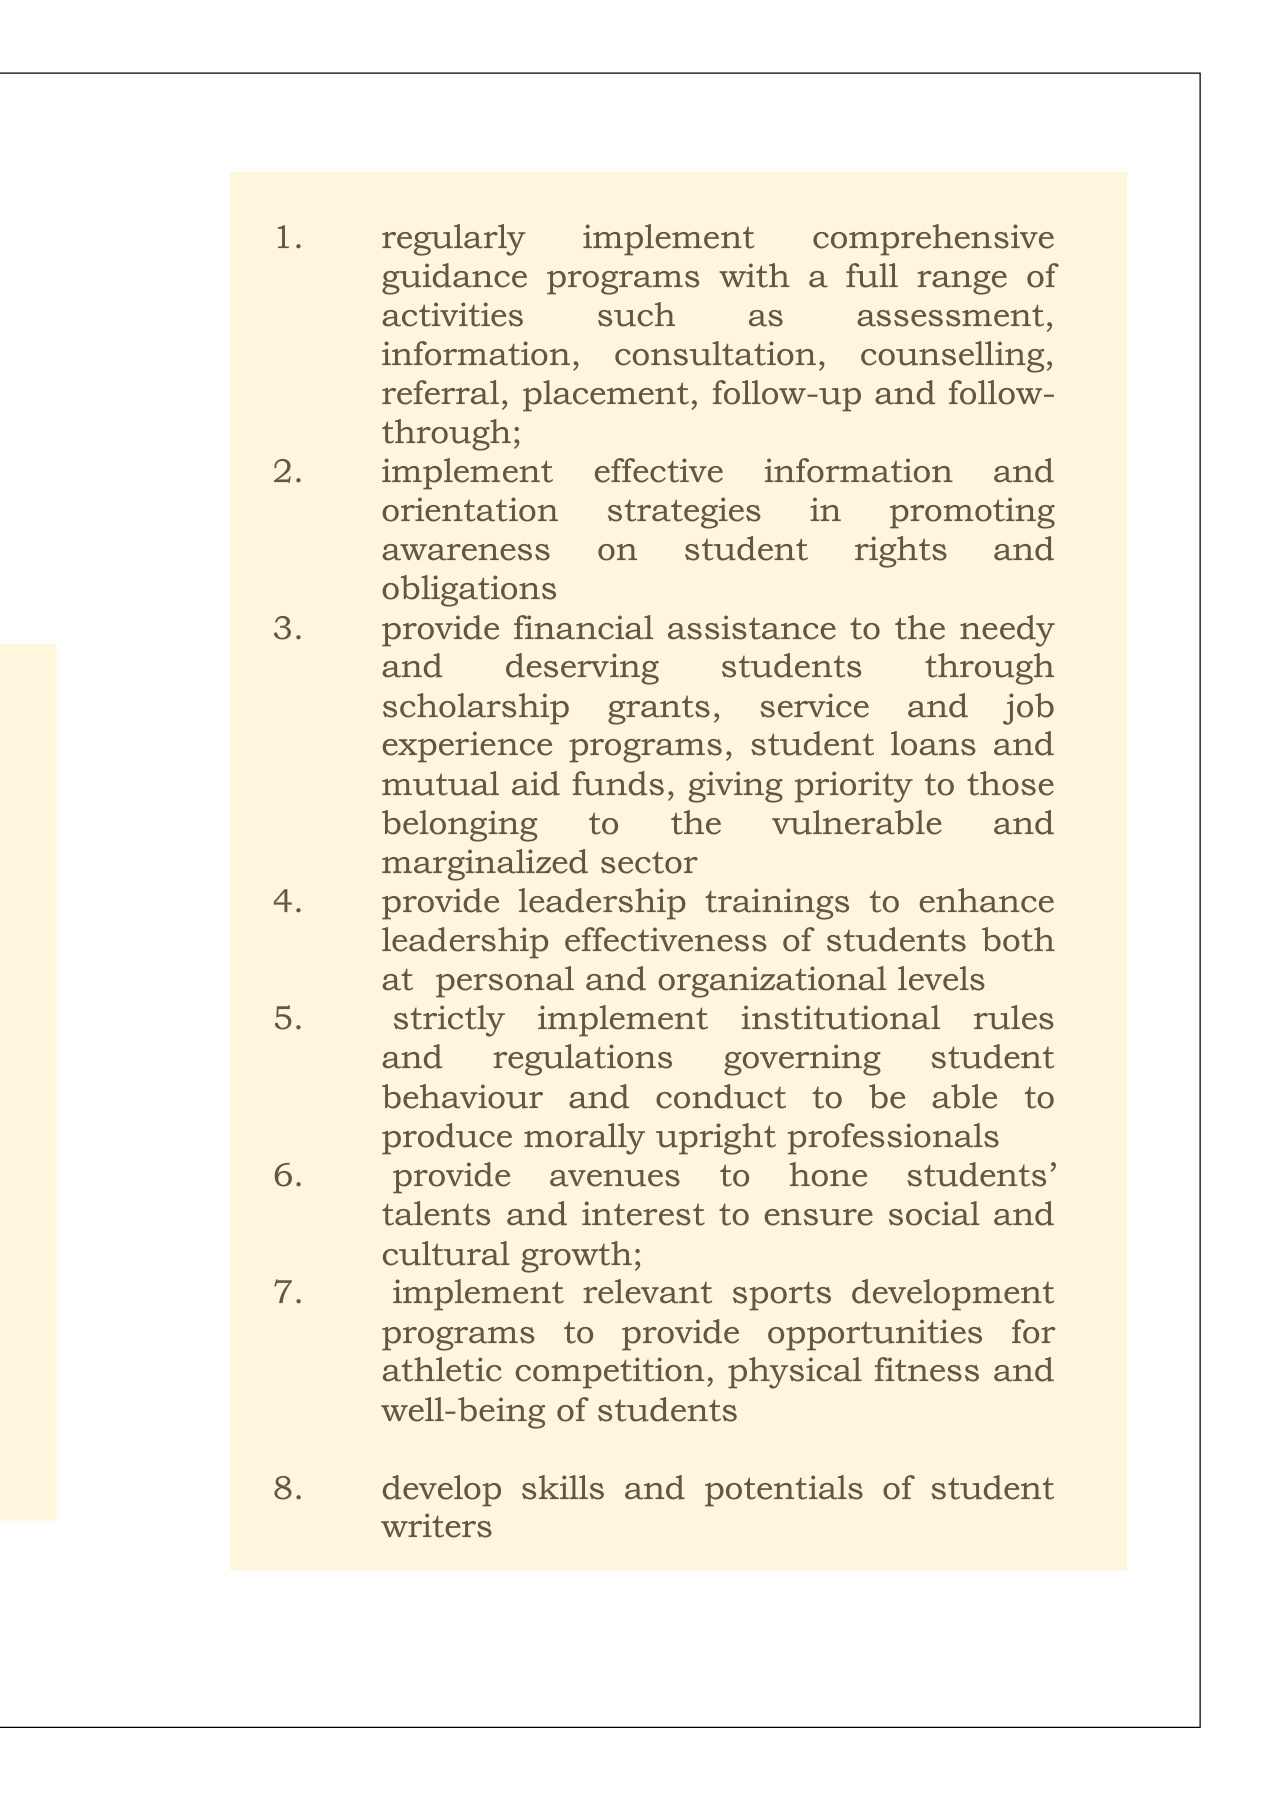 1. regularly implement comprehensive
guidance programs with a full range of
activities such as assessment,
information, consultation, counselling,
referral, placement, follow-up and follow-
through;
2. implement effective information and
orientation strategies in promoting
awareness on student rights and
obligations
3. provide financial assistance to the needy
and deserving students through
scholarship grants, service and job
experience programs, student loans and
mutual aid funds, giving priority to those
belonging to the vulnerable and
marginalized sector
4. provide leadership trainings to enhance
leadership effectiveness of students both
at personal and organizational levels
5. strictly implement institutional rules
and regulations governing student
behaviour and conduct to be able to
produce morally upright professionals
6. provide avenues to hone students’
talents and interest to ensure social and
cultural growth;
7. implement relevant sports development
programs to provide opportunities for
athletic competition, physical fitness and
well-being of students
8. develop skills and potentials of student
writers